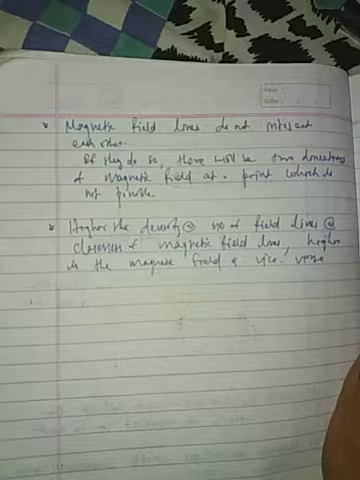 Magnetic field lines do not intersect
each other.
If they do so, there will be two directions
of magnetic field at a point which is
not possible.
Higher the density or no of field lines or
closeness of magnetic field lines, higher
is the magnetic field & vice-versa